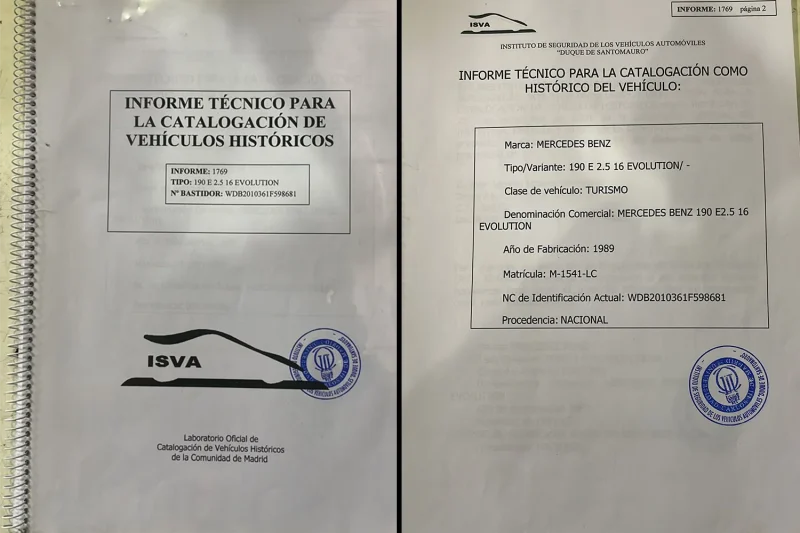 INFORME TÉCNICO PARA
LA CATALOGACIÓN DE
VEHÍCULOS HISTÓRICOS
INFORME: 1769
TIPO: 190 E 2.5 16 EVOLUTION
Nº BASTIDOR: WDB2010361F598681
ISVA
Laboratorio Oficial de
Catalogación de Vehículos Históricos
de la Comunidad de Madrid
INFORME: 1769 página 2
ISVA
INSTITUTO DE SEGURIDAD DE LOS VEHÍCULOS AUTOMÓVILES
"DUQUE DE SANTOMAURO"
INFORME TÉCNICO PARA LA CATALOGACIÓN COMO
HISTÓRICO DEL VEHÍCULO:
Marca: MERCEDES BENZ
Tipo/Variante: 190 E 2.5 16 EVOLUTION/ -
Clase de vehículo: TURISMO
Denominación Comercial: MERCEDES BENZ 190 E2.5 16
EVOLUTION
Año de Fabricación: 1989
Matrícula: M-1541-LC
NC de Identificación Actual: WDB2010361F598681
Procedencia: NACIONAL